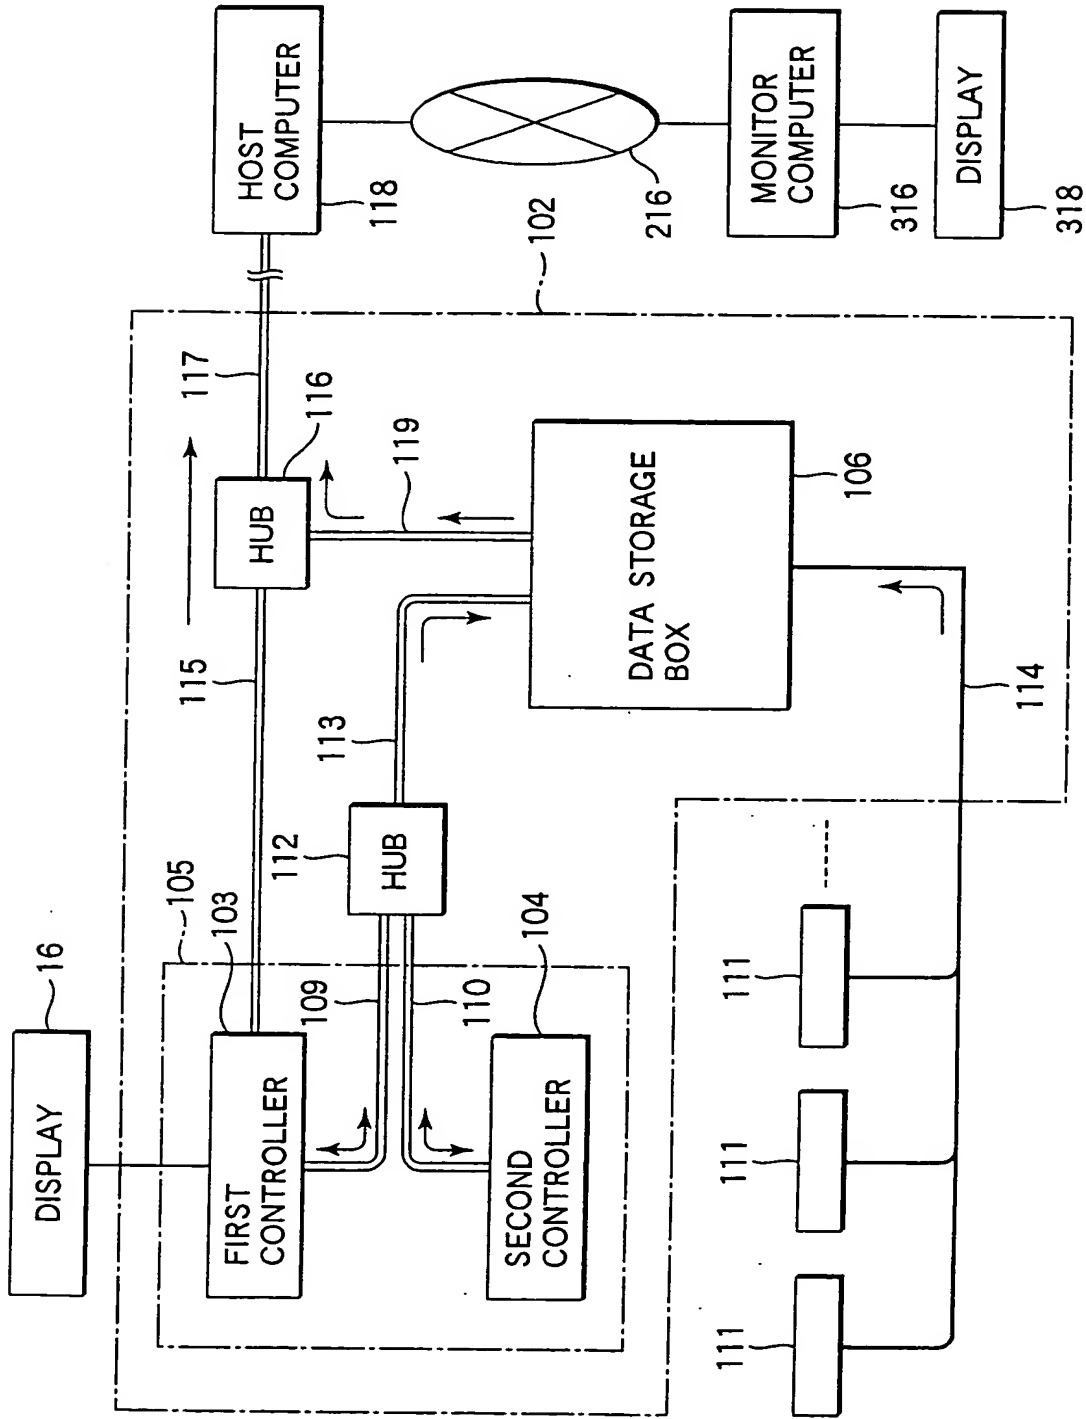 16
DISPLAY
105
103
FIRST
CONTROLLER
109
110
104
SECOND
CONTROLLER
112
HUB
113
115
117
116
HUB
119
DATA STORAGE
BOX
106
114
111
111
111
102
HOST
COMPUTER
118
216
MONITOR
COMPUTER
316
DISPLAY
318